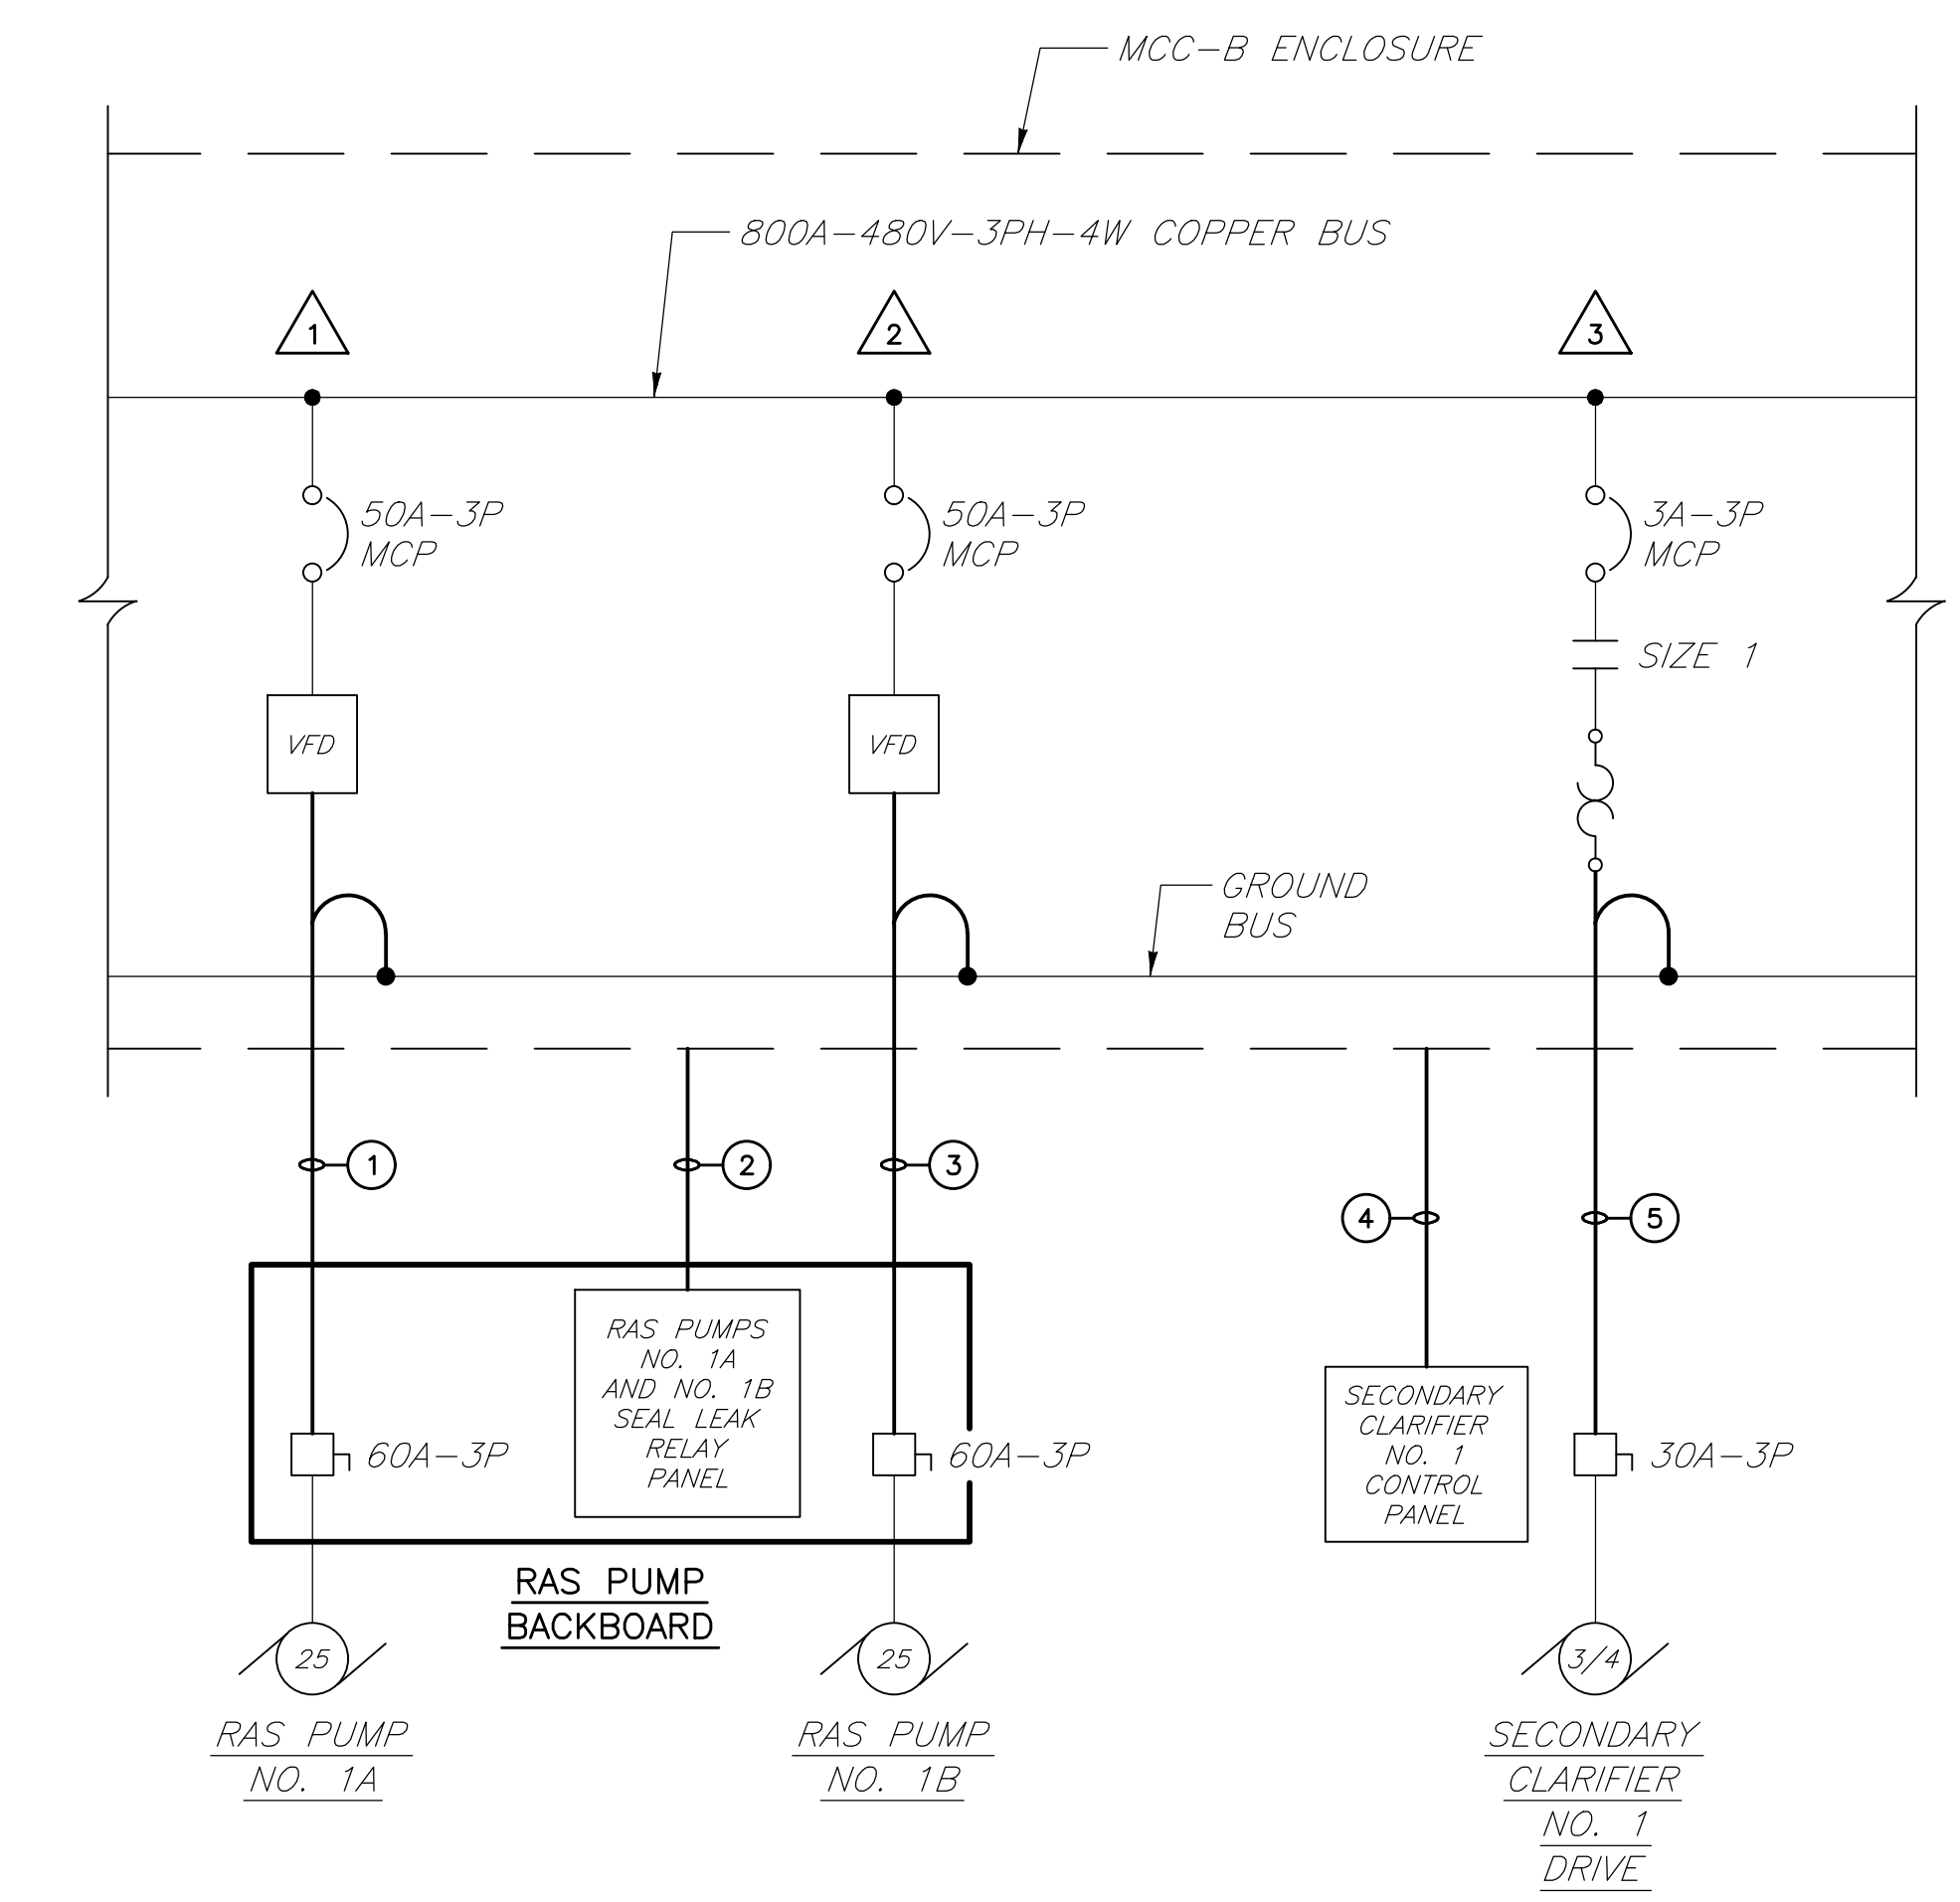 MCC-B ENCLOSURE
800A-480V-3PH-4W COPPER BUS
1
2
3
50A-3P
MCP
50A-3P
MCP
3A-3P
MCP
SIZE 1
VFD
VFD
GROUND
BUS
1
2
3
4
5
RAS PUMPS
NO. 1A
AND NO. 1B
SEAL LEAK
RELAY
PANEL
60A-3P
60A-3P
SECONDARY
CLARIFIER
NO. 1
CONTROL
PANEL
30A-3P
RAS PUMP
BACKBOARD
25
25
3/4
RAS PUMP
NO. 1A
RAS PUMP
NO. 1B
SECONDARY
CLARIFIER
NO. 1
DRIVE